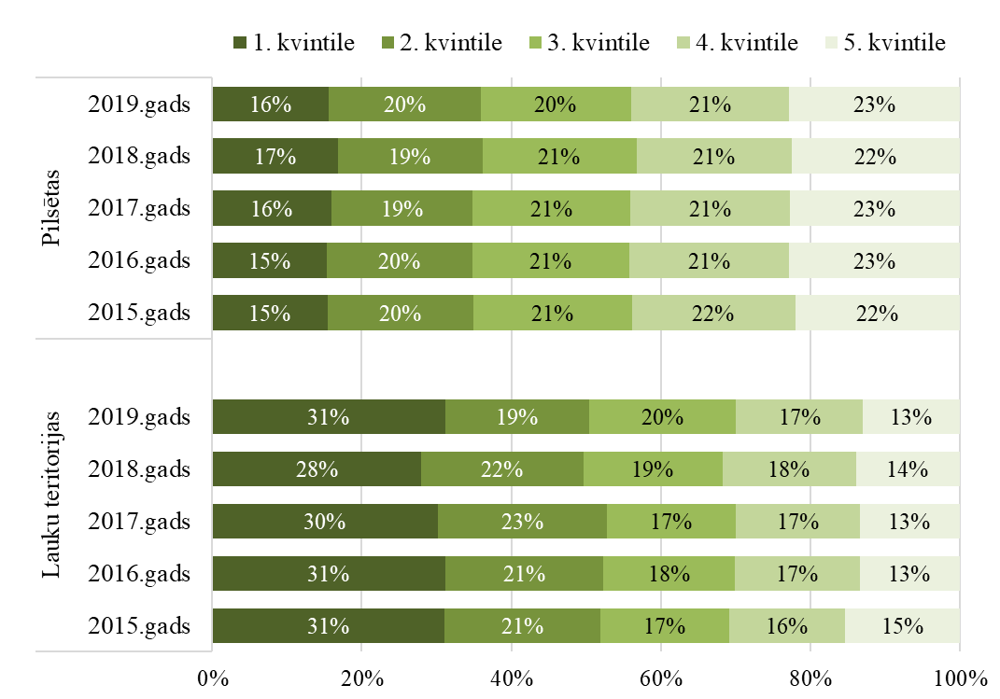 1. kvintile 2. kvintile 3. kvintile 4. kvintile 5. kvintile
Pilsētas
2019.gads 16% 20% 20% 21% 23%
2018.gads 17% 19% 21% 21% 22%
2017.gads 16% 19% 21% 21% 23%
2016.gads 15% 20% 21% 21% 23%
2015.gads 15% 20% 21% 22% 22%
Lauku teritorijas
2019.gads 31% 19% 20% 17% 13%
2018.gads 28% 22% 19% 18% 14%
2017.gads 30% 23% 17% 17% 13%
2016.gads 31% 21% 18% 17% 13%
2015.gads 31% 21% 17% 16% 15%
0% 20% 40% 60% 80% 100%